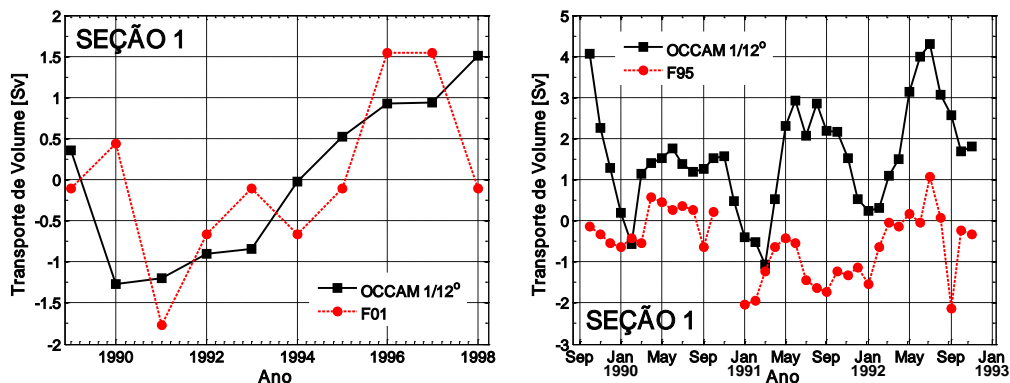 SEÇÃO 1
Transporte de Volume [Sv]
2
1.5
1
0.5
0
-0.5
-1
-1.5
-2
OCCAM 1/12º
F01
1990 1992 1994 1996 1998
Ano
OCCAM 1/12º
F95
Transporte de Volume [Sv]
5
4
3
2
1
0
-1
-2
-3
SEÇÃO 1
Sep Jan May Sep Jan May Sep Jan May Sep Jan
1990 1991 1992 1993
Ano